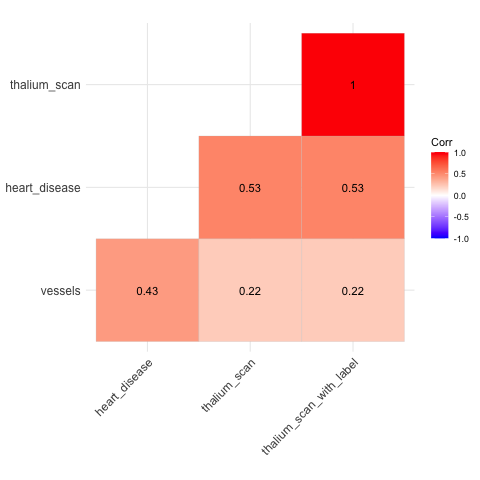 thalium_scan
heart_disease
vessels
1
0.53
0.53
0.43
0.22
0.22
heart_disease
thalium_scan
thalium_scan_with_label
Corr
1.0
0.5
0.0
-0.5
-1.0